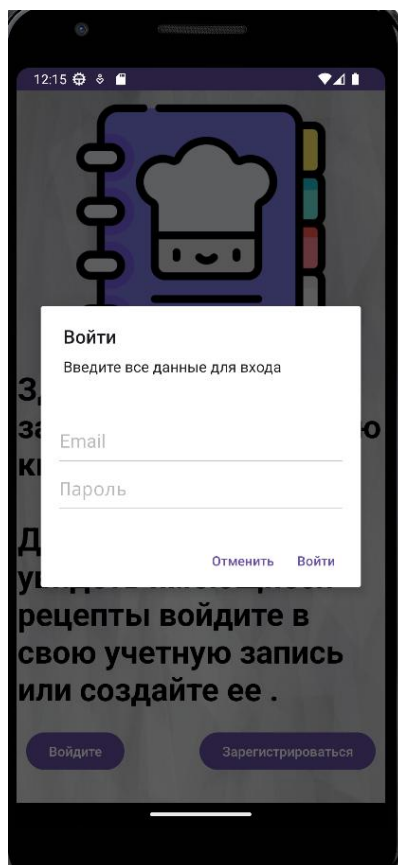 12:15
Войти
Введите все данные для входа
Email
Пароль
Отменить Войти
рецепты войдите в
свою учетную запись
или создайте ее .
Войдите Зарегистрироваться